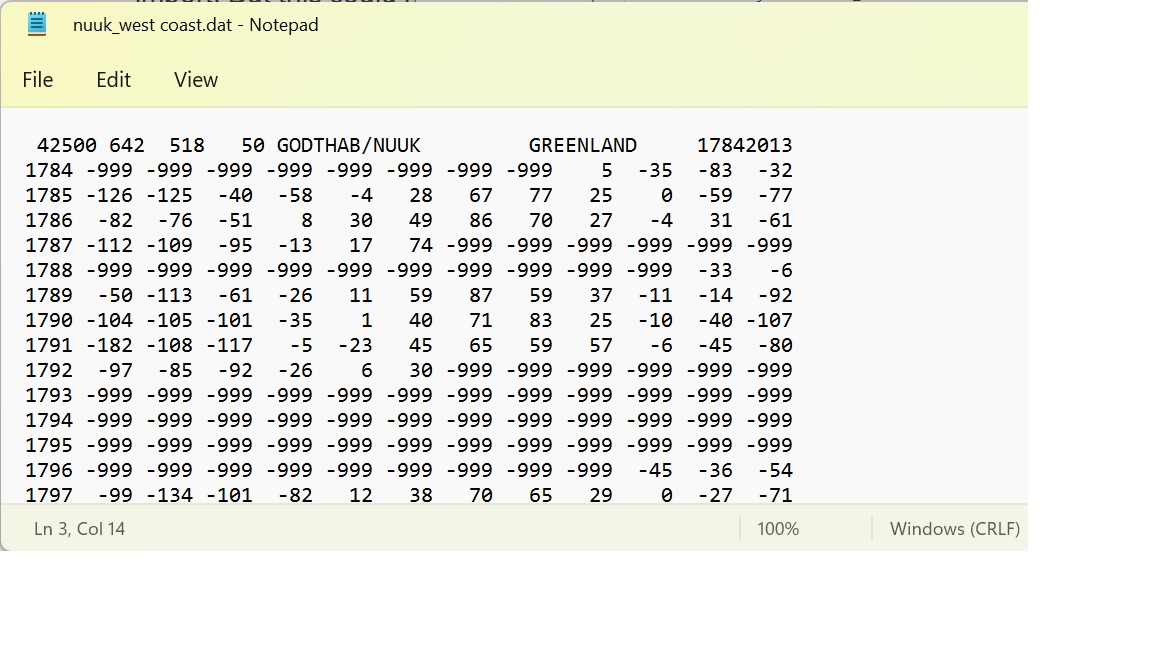 nuuk_west coast.dat - Notepad
File Edit View
42500 642  518   50 GODTHAB/NUUK         GREENLAND     17842013
1784 -999 -999 -999 -999 -999 -999 -999 -999    5  -35  -83  -32
1785 -126 -125  -40  -58   -4   28   67   77   25    0  -59  -77
1786  -82  -76  -51    8   30   49   86   70   27   -4   31  -61
1787 -112 -109  -95  -13   17   74 -999 -999 -999 -999 -999 -999
1788 -999 -999 -999 -999 -999 -999 -999 -999 -999 -999  -33   -6
1789  -50 -113  -61  -26   11   59   87   59   37  -11  -14  -92
1790 -104 -105 -101  -35    1   40   71   83   25  -10  -40 -107
1791 -182 -108 -117   -5  -23   45   65   59   57   -6  -45  -80
1792  -97  -85  -92  -26    6   30 -999 -999 -999 -999 -999 -999
1793 -999 -999 -999 -999 -999 -999 -999 -999 -999 -999 -999 -999
1794 -999 -999 -999 -999 -999 -999 -999 -999 -999 -999 -999 -999
1795 -999 -999 -999 -999 -999 -999 -999 -999 -999 -999 -999 -999
1796 -999 -999 -999 -999 -999 -999 -999 -999 -999  -45  -36  -54
1797  -99 -134 -101  -82   12   38   70   65   29    0  -27  -71
Ln 3, Col 14 100% Windows (CRLF)